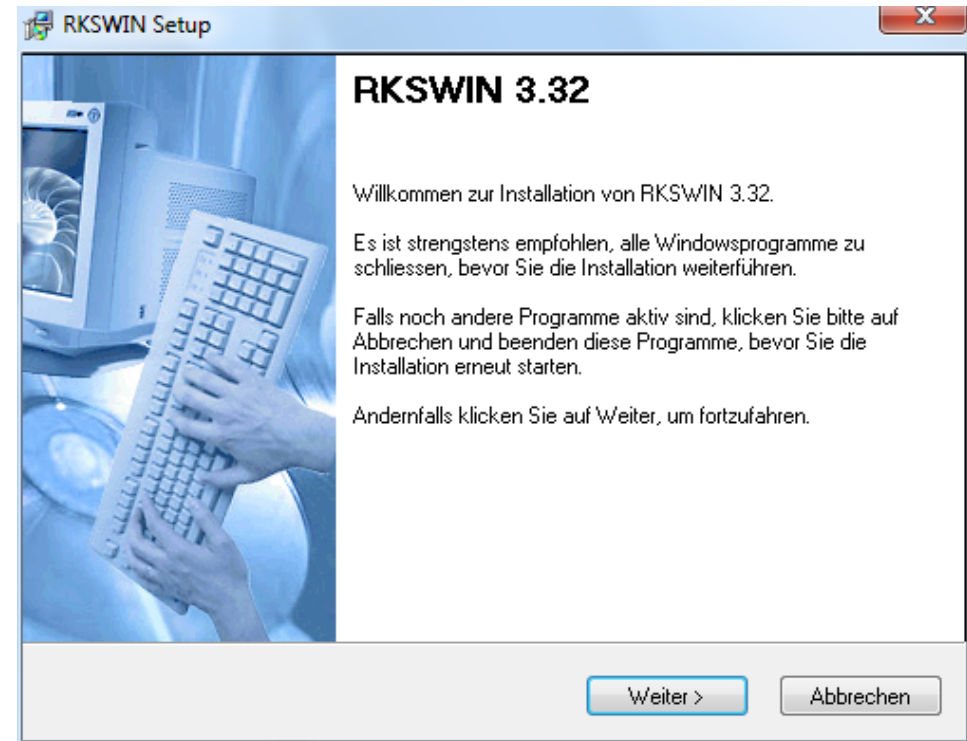 RKSWIN Setup
RKSWIN 3.32
Willkommen zur Installation von RKSWIN 3.32.
Es ist strengstens empfohlen, alle Windowsprogramme zu
schliessen, bevor Sie die Installation weiterführen.
Falls noch andere Programme aktiv sind, klicken Sie bitte auf
Abbrechen und beenden diese Programme, bevor Sie die
Installation erneut starten.
Andernfalls klicken Sie auf Weiter, um fortzufahren.
Weiter >
Abbrechen